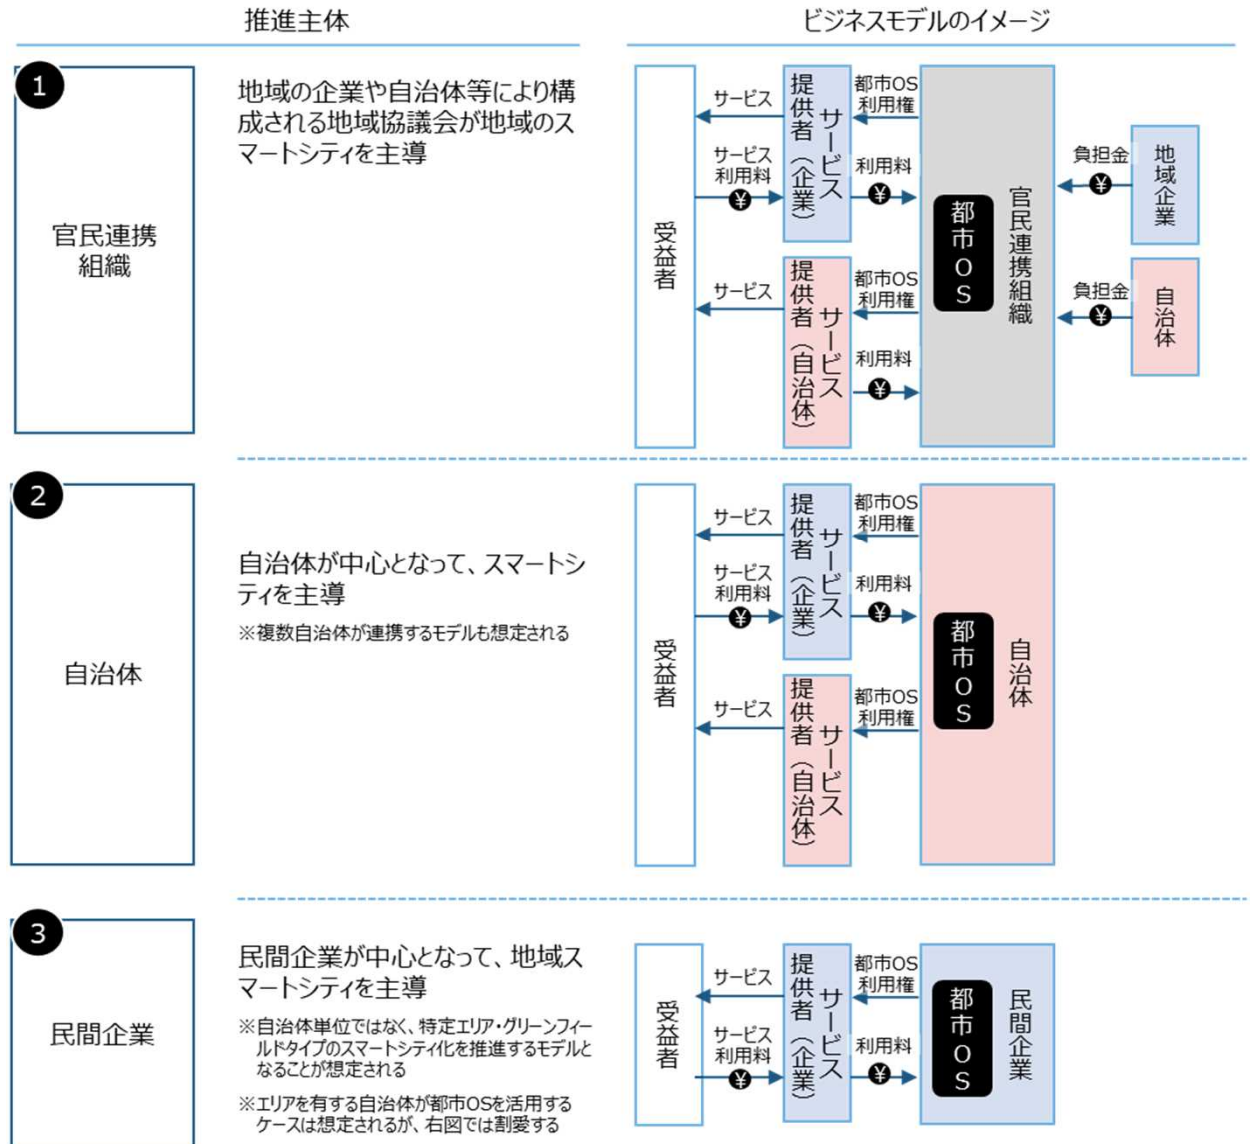 推進主体
ビジネスモデルのイメージ
1
官民連携
組織
地域の企業や自治体等により構
成される地域協議会が地域のス
マートシティを主導
受益者
サービス
サービス
利用料
¥
サービス
提供者（企業）
都市OS
利用権
利用料
¥
サービス
サービス
提供者（自治体）
都市OS
利用権
利用料
¥
都市OS
官民連携組織
負担金
¥
地域企業
負担金
¥
自治体
2
自治体
自治体が中心となって、スマートシ
ティを主導
※複数自治体が連携するモデルも想定される
受益者
サービス
サービス
利用料
¥
サービス
提供者（企業）
都市OS
利用権
利用料
¥
サービス
サービス
提供者（自治体）
都市OS
利用権
都市OS
自治体
3
民間企業
民間企業が中心となって、地域ス
マートシティを主導
※自治体単位ではなく、特定エリア・グリーンフィー
ルドタイプのスマートシティ化を推進するモデルと
なることが想定される
※エリアを有する自治体が都市OSを活用する
ケースは想定されるが、右図では割愛する
受益者
サービス
サービス
利用料
¥
サービス
提供者（企業）
都市OS
利用権
利用料
¥
都市OS
民間企業